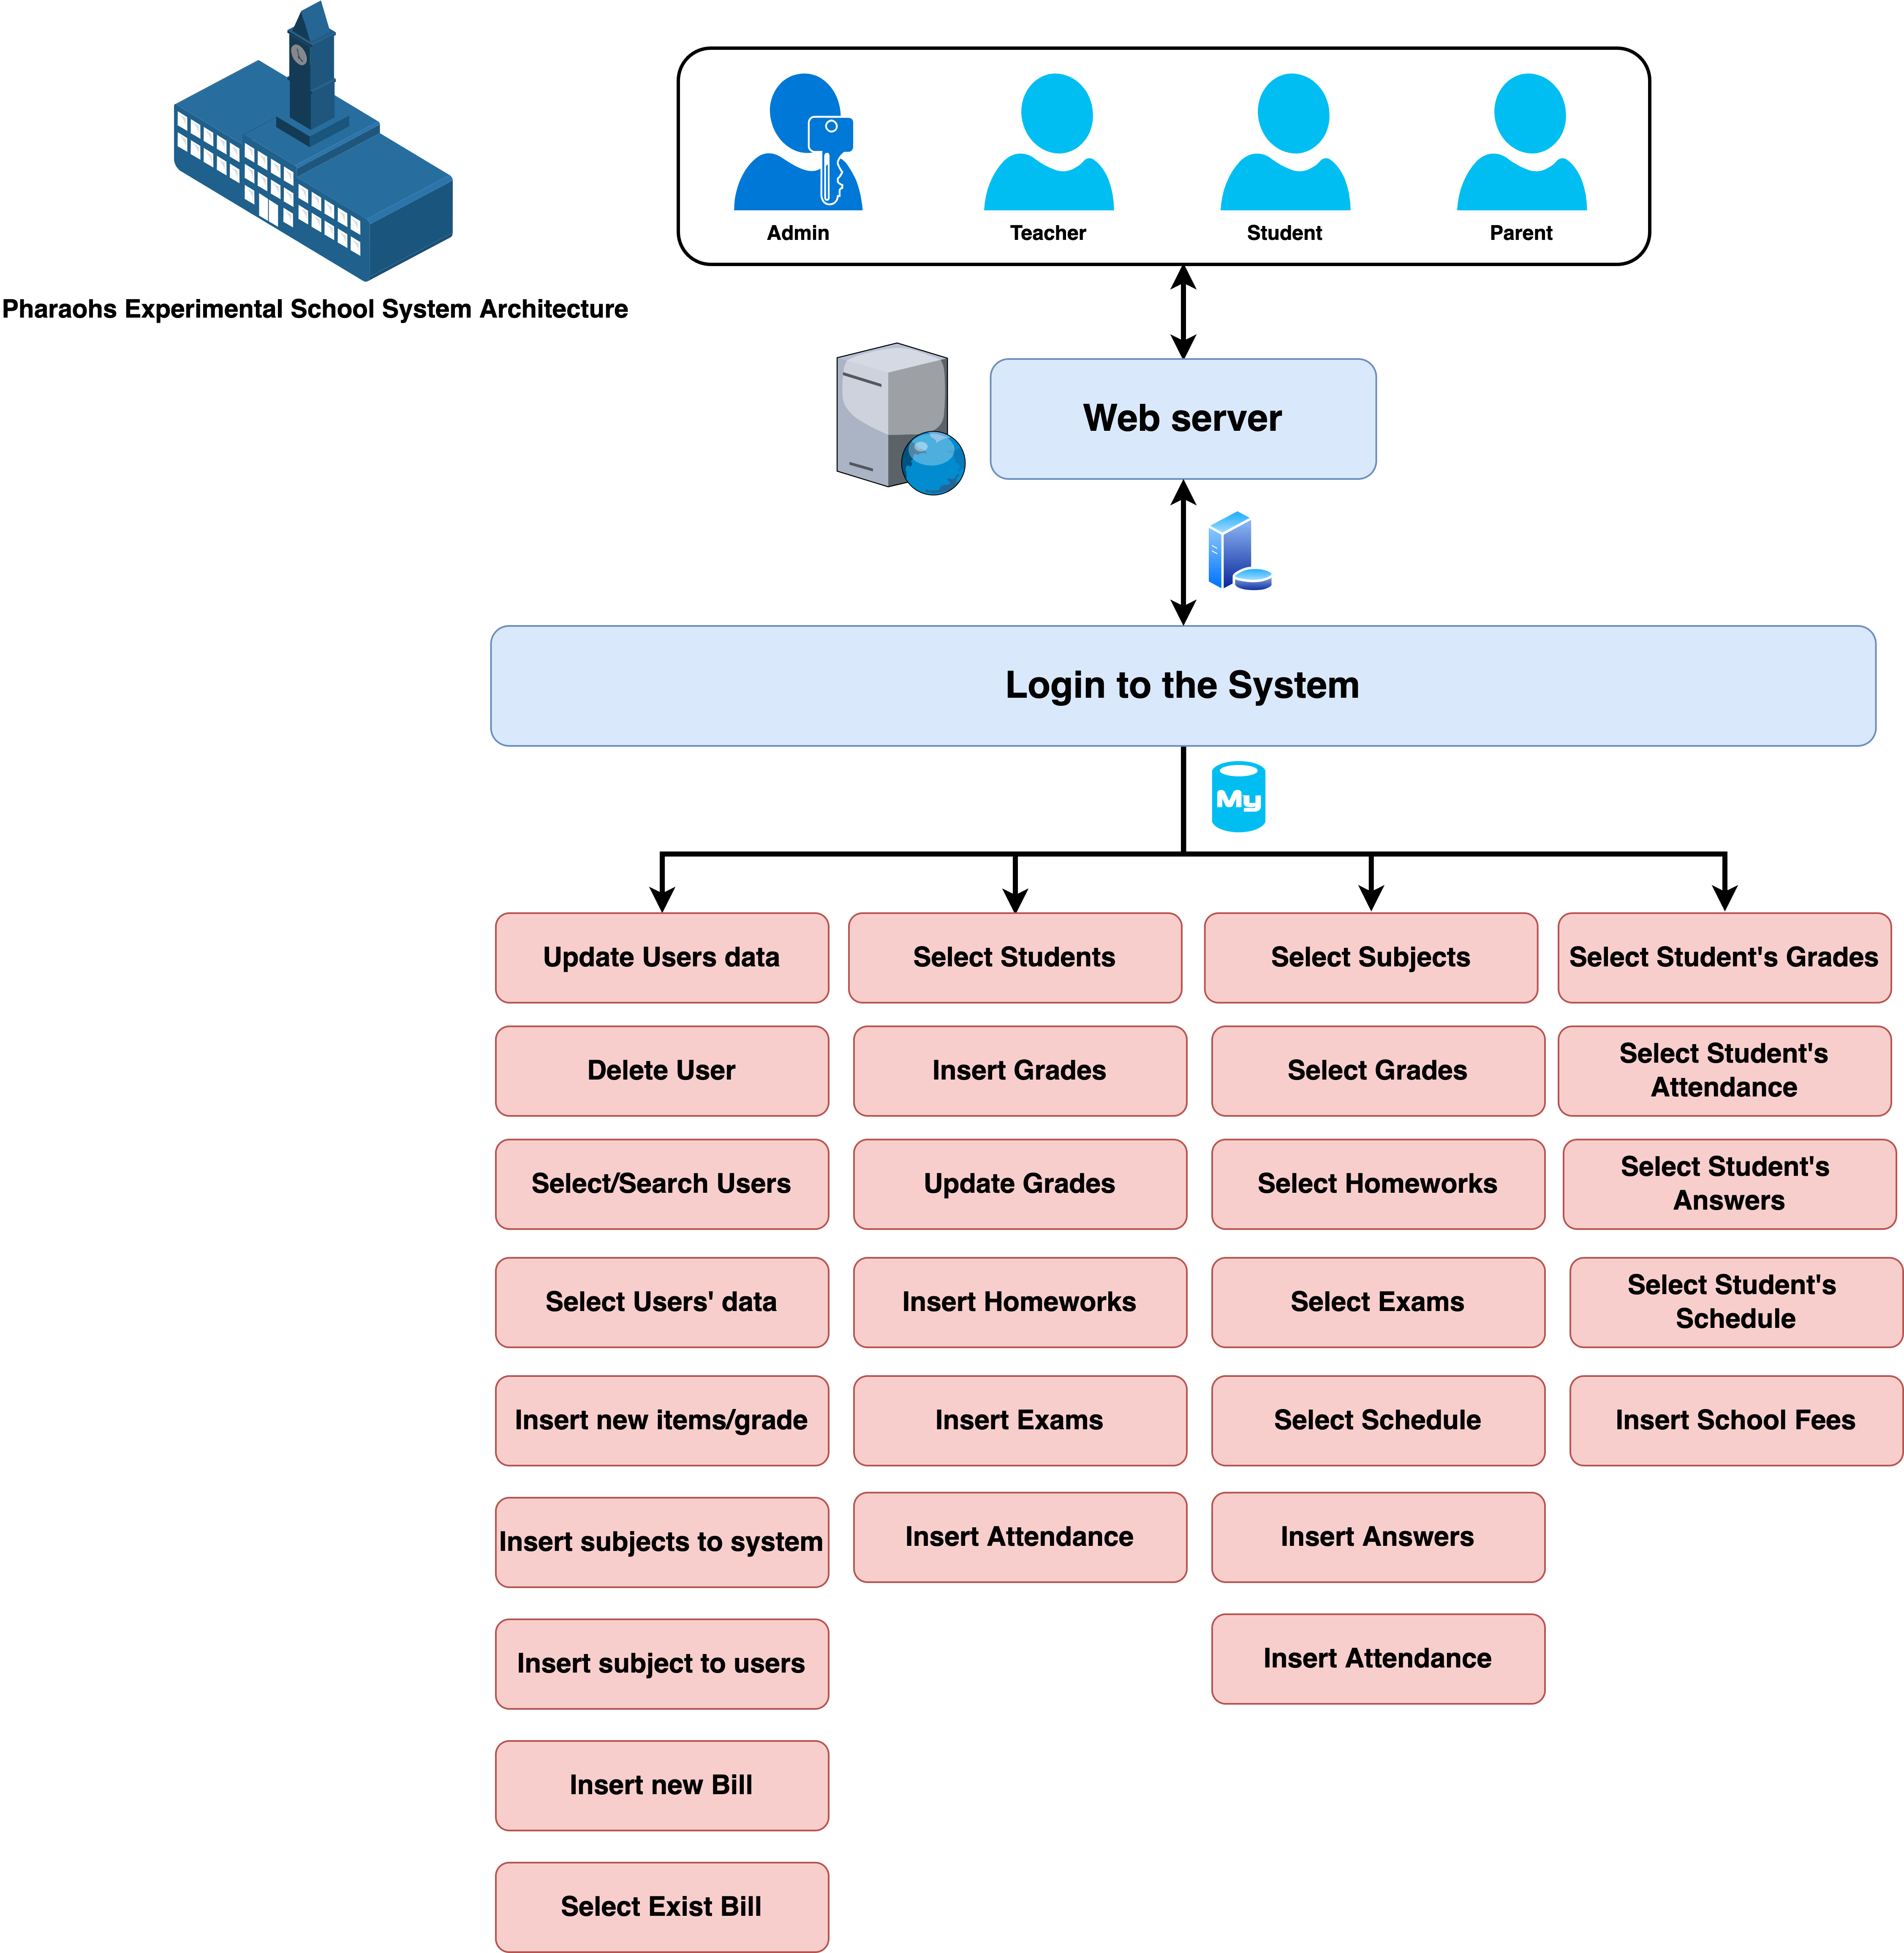 Admin
Teacher
Student
Parent
Pharaohs Experimental School System Architecture
Web server
Login to the System
My
Update Users data
Delete User
Select/Search Users
Select Users' data
Insert new items/grade
Insert subjects to system
Insert subject to users
Insert new Bill
Select Exist Bill
Select Students
Insert Grades
Update Grades
Insert Homeworks
Insert Exams
Insert Attendance
Select Subjects
Select Grades
Select Homeworks
Select Exams
Select Schedule
Insert Answers
Insert Attendance
Select Student's Grades
Select Student's
Attendance
Select Student's
Answers
Select Student's
Schedule
Insert School Fees